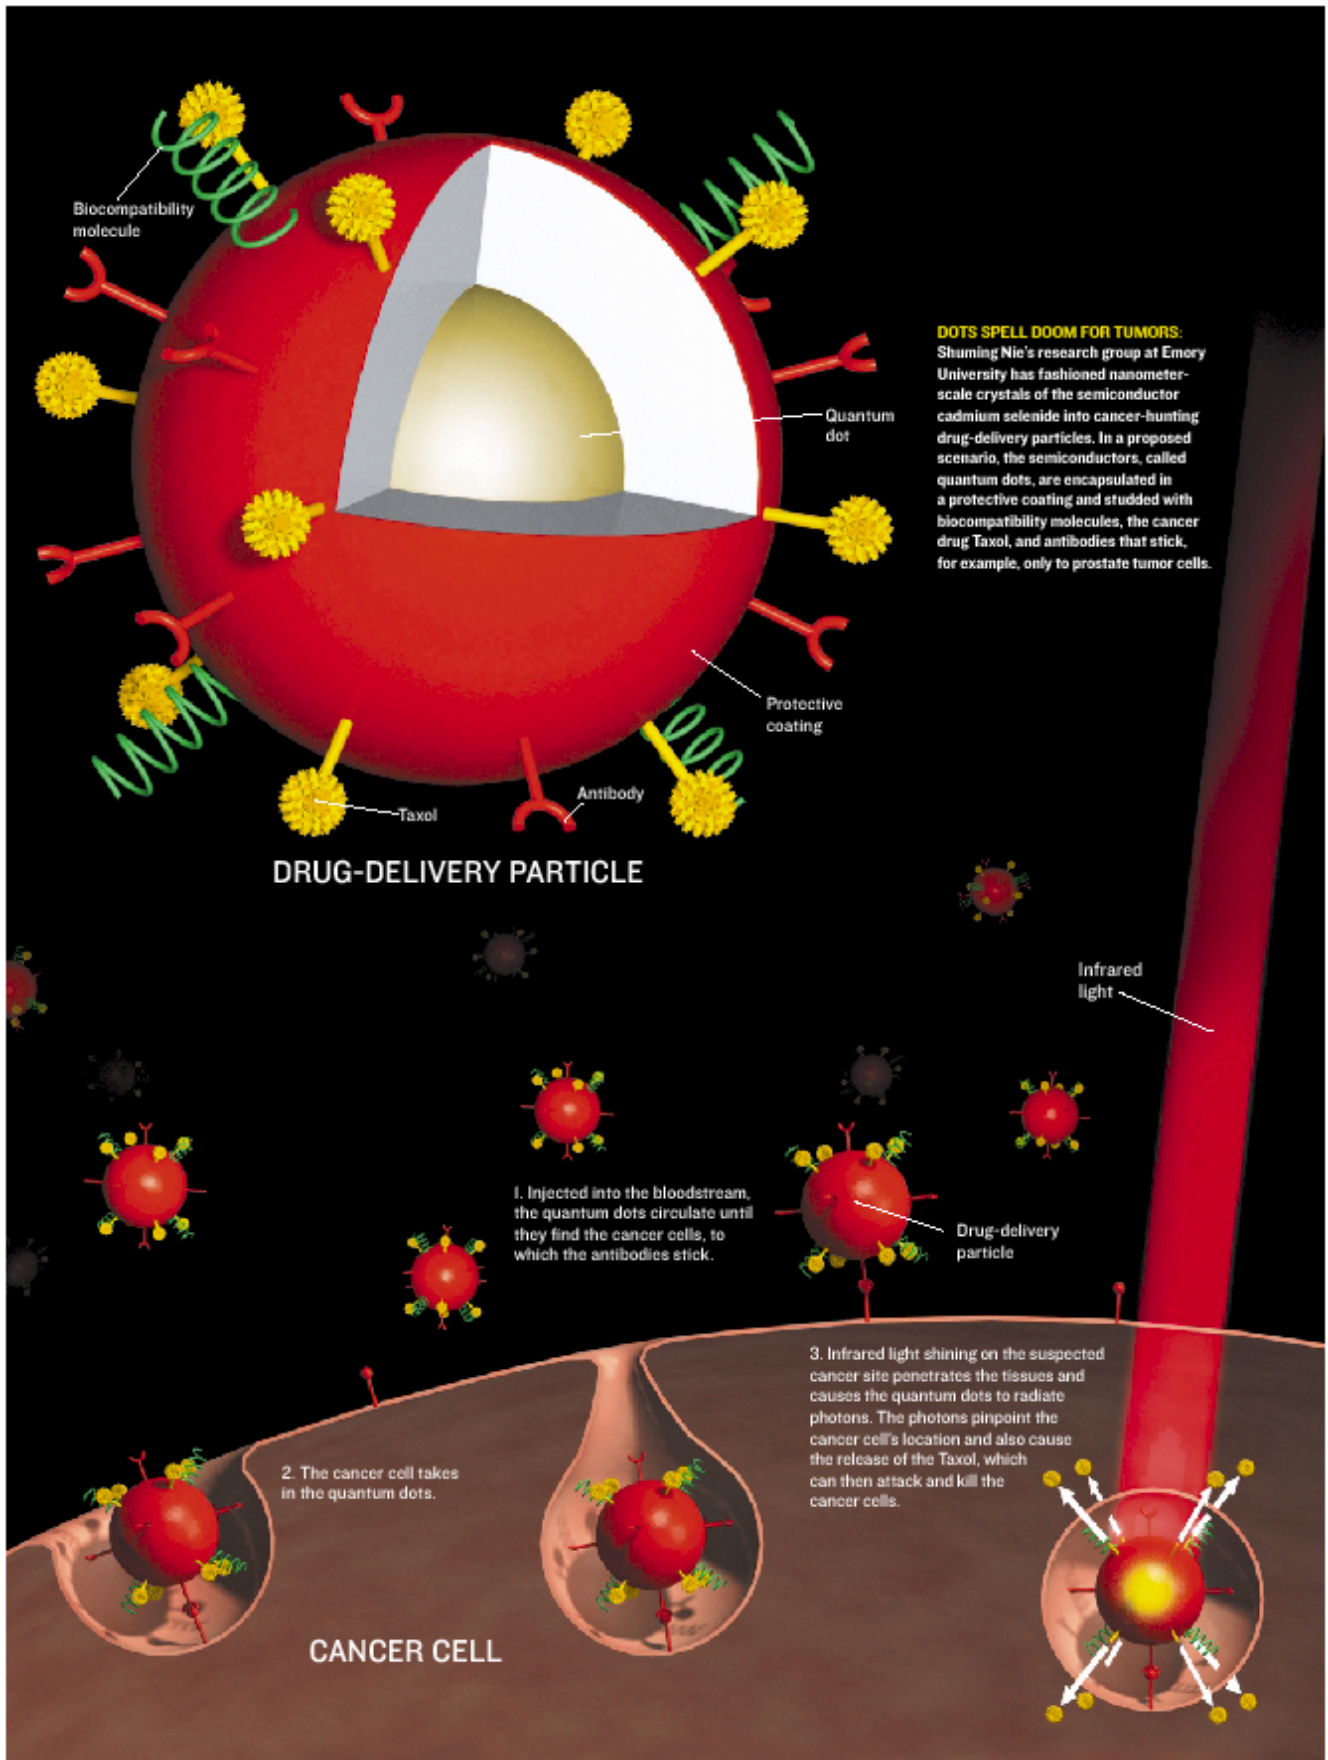 Biocompatibility
molecule
DOTS SPELL DOOM FOR TUMORS:
Shuming Nie's research group at Emory
University has fashioned nanometer-
scale crystals of the semiconductor
cadmium selenide into cancer-hunting
drug-delivery particles. In a proposed
scenario, the semiconductors, called
quantum dots, are encapsulated in
a protective coating and studded with
biocompatibility molecules, the cancer
drug Taxol, and antibodies that stick,
for example, only to prostate tumor cells.
Quantum
dot
Protective
coating
Antibody
Taxol
DRUG-DELIVERY PARTICLE
Infrared
light
1. Injected into the bloodstream,
the quantum dots circulate until
they find the cancer cells, to
which the antibodies stick.
Drug-delivery
particle
2. The cancer cell takes
in the quantum dots.
3. Infrared light shining on the suspected
cancer site penetrates the tissues and
causes the quantum dots to radiate
photons. The photons pinpoint the
cancer cell's location and also cause
the release of the Taxol, which
can then attack and kill the
cancer cells.
CANCER CELL